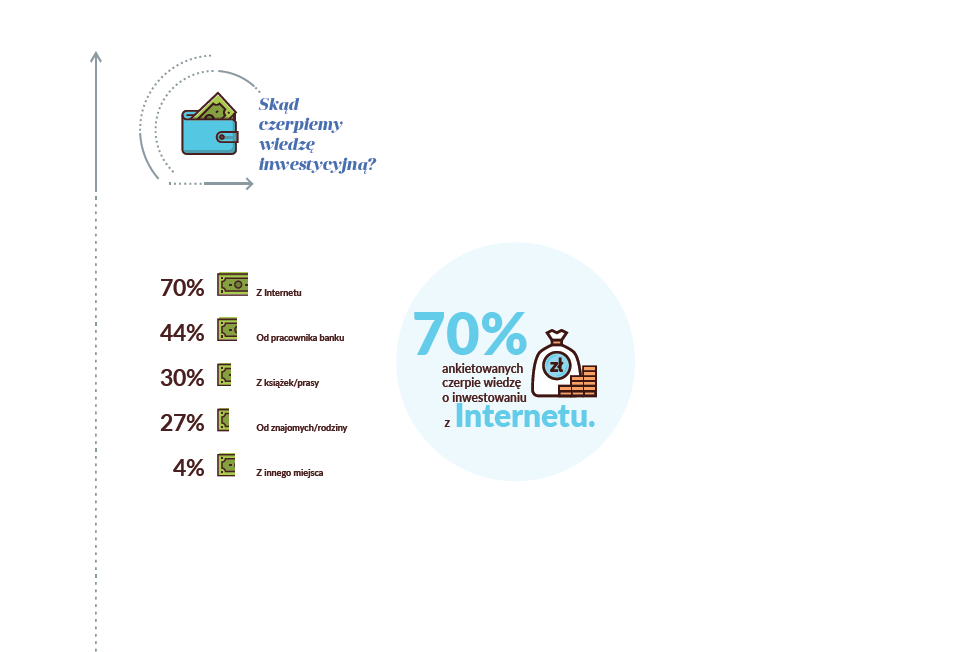 Skąd
czerpiemy
wiedzę
inwestycyjną?
70% Z Internetu
44% Od pracownika banku
30% Z książek/prasy
27% Od znajomych/rodziny
4% Z innego miejsca
70%
ankietowanych
czerpie wiedzę
o inwestowaniu
z Internetu.
zł